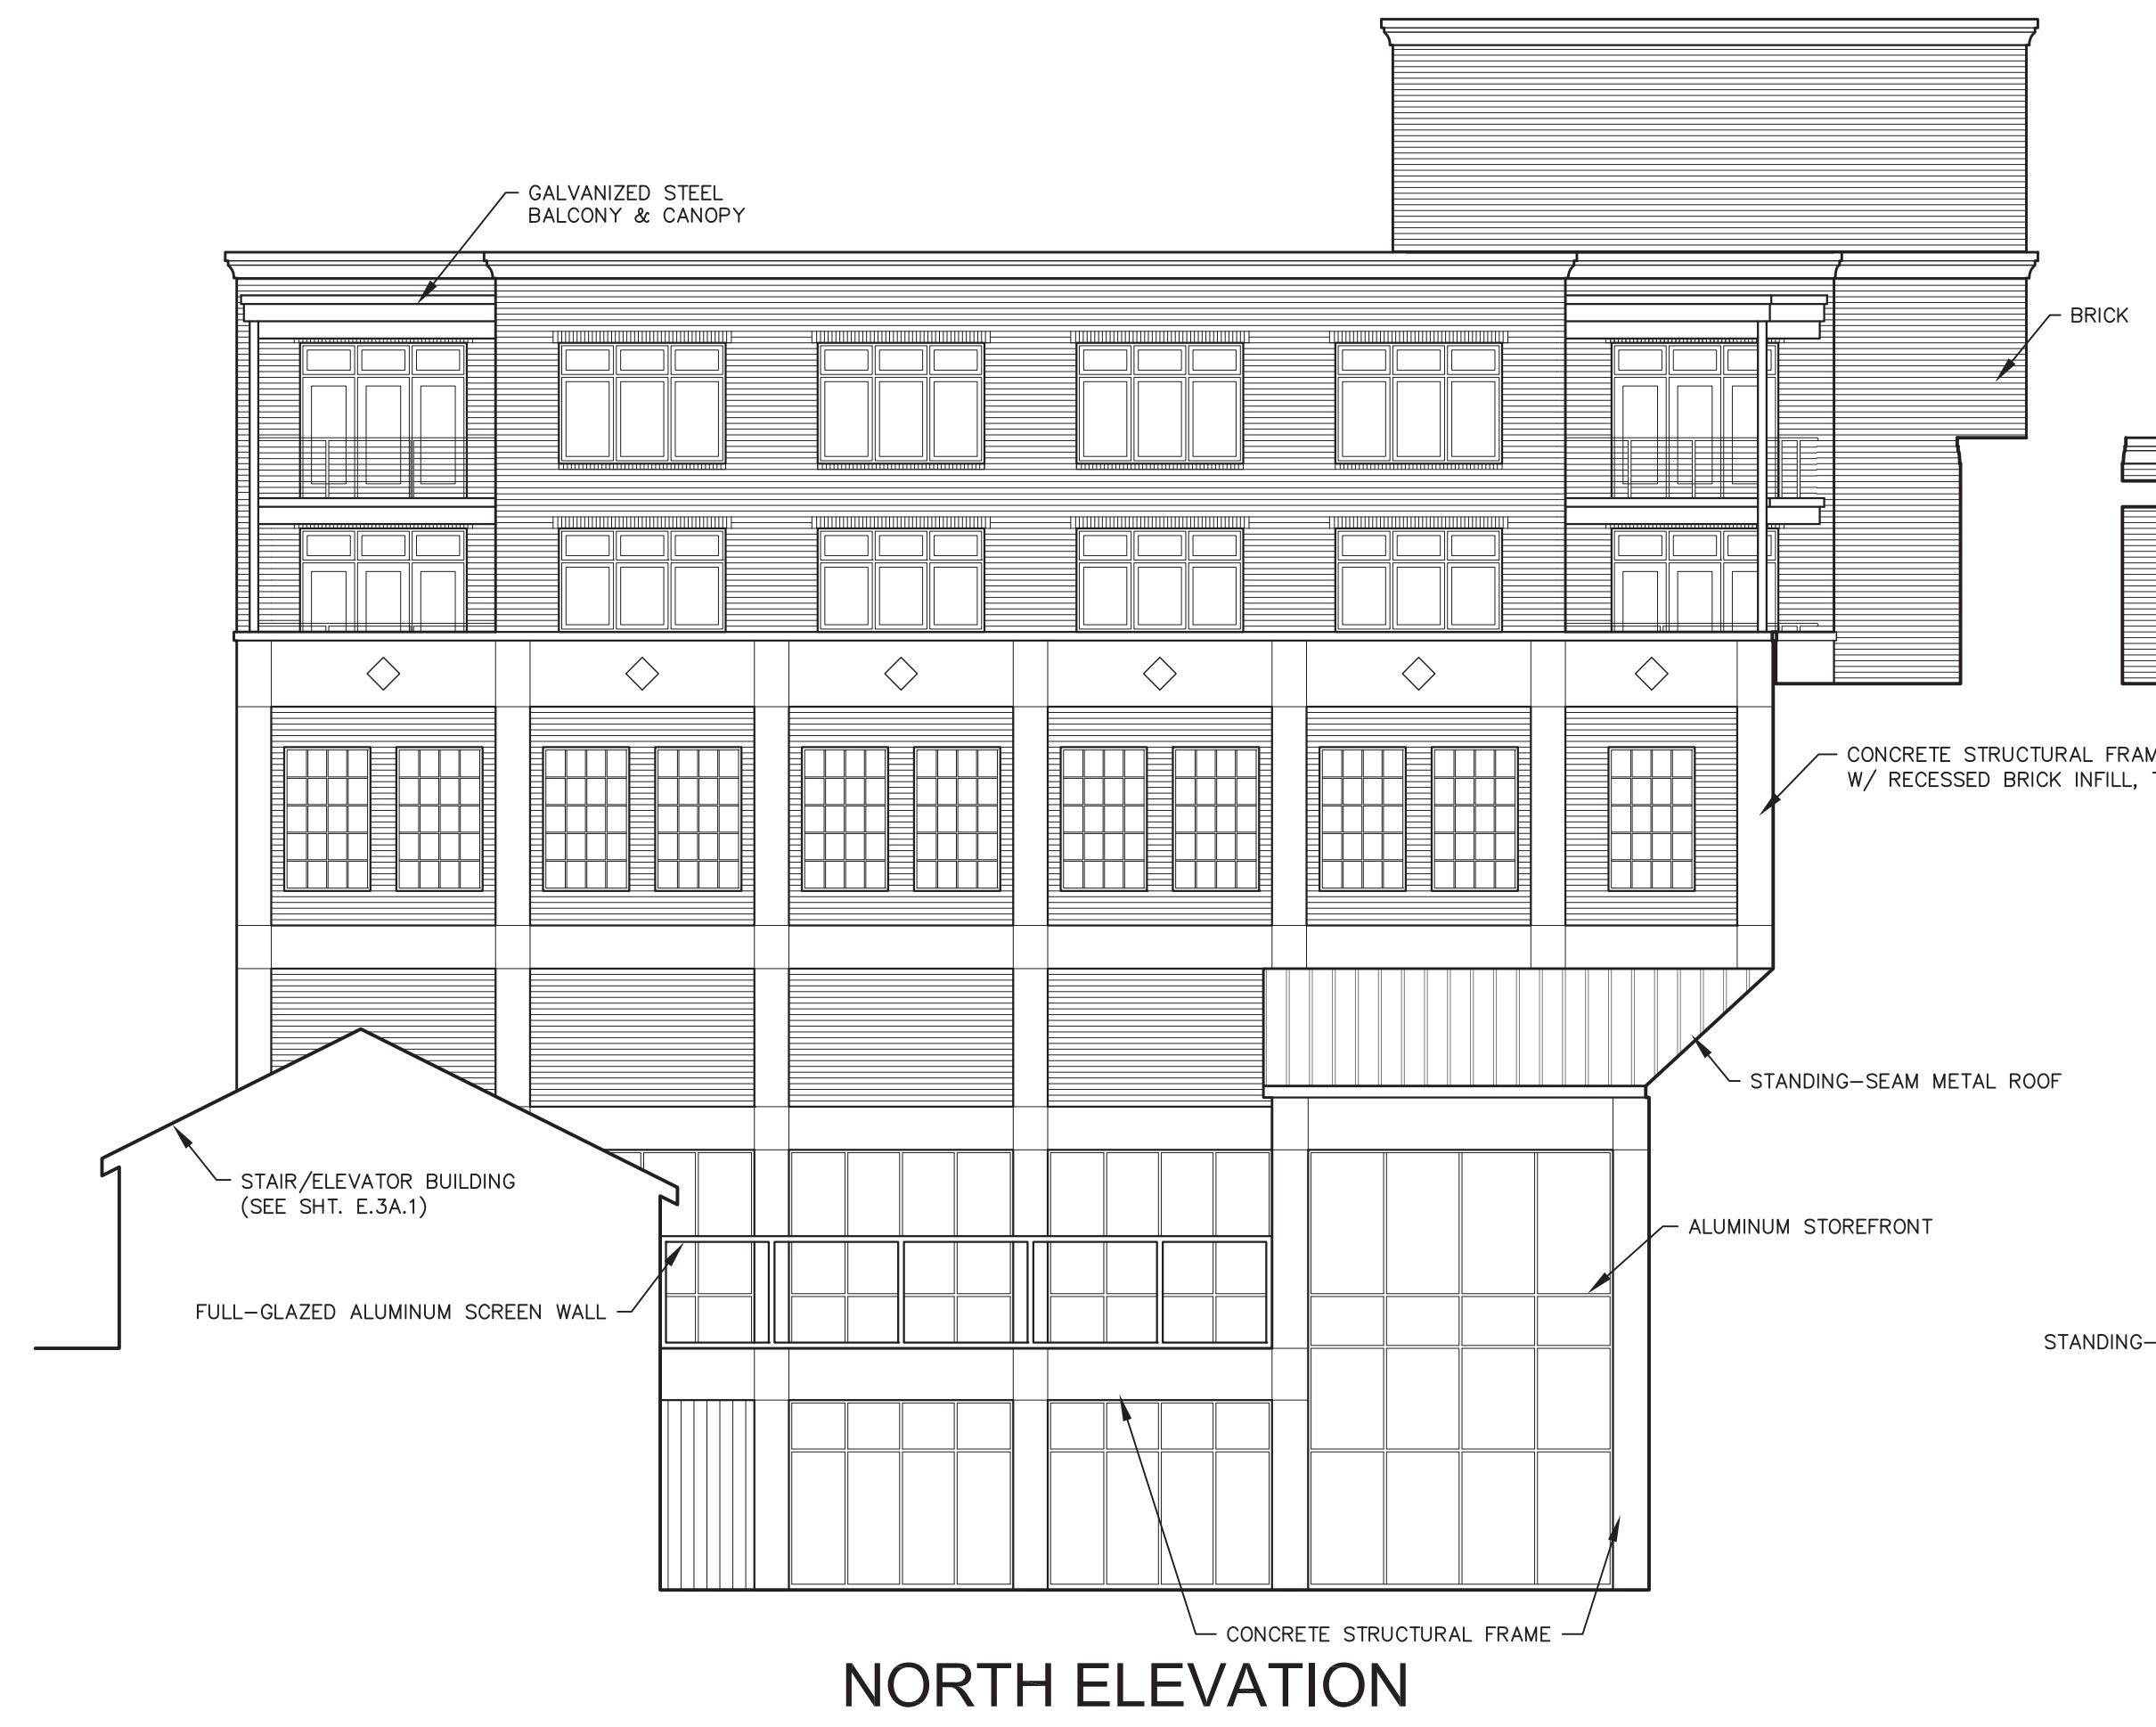 GALVANIZED STEEL
BALCONY & CANOPY
BRICK
CONCRETE STRUCTURAL
W/ RECESSED BRICK INFILL,
STANDING-SEAM METAL ROOF
STAIR/ELEVATOR BUILDING
(SEE SHT. E.3A.1)
ALUMINUM STOREFRONT
FULL-GLAZED ALUMINUM SCREEN WALL
STANDING-
CONCRETE STRUCTURAL FRAME
NORTH ELEVATION